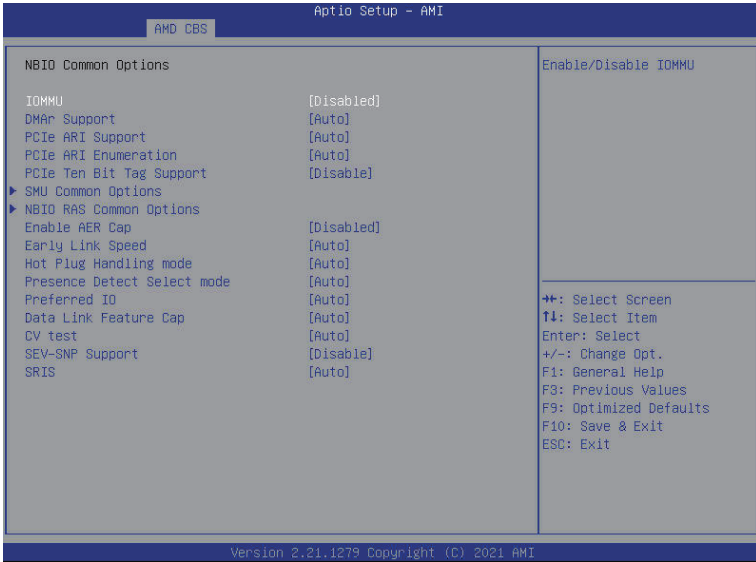 Aptio Setup – AMI
AMD CBS
NBIO Common Options
IOMMU [Disabled]
DMAr Support [Auto]
PCIe ARI Support [Auto]
PCIe ARI Enumeration [Auto]
PCIe Ten Bit Tag Support [Disable]
SMU Common Options
NBIO RAS Common Options
Enable AER Cap [Disabled]
Early Link Speed [Auto]
Hot Plug Handling mode [Auto]
Presence Detect Select mode [Auto]
Preferred IO [Auto]
Data Link Feature Cap [Auto]
CV test [Auto]
SEV-SNP Support [Disable]
SRIS [Auto]
Enable/Disable IOMMU
→←: Select Screen
↑↓: Select Item
Enter: Select
+/-: Change Opt.
F1: General Help
F3: Previous Values
F9: Optimized Defaults
F10: Save & Exit
ESC: Exit
Version 2.21.1279 Copyright (C) 2021 AMI